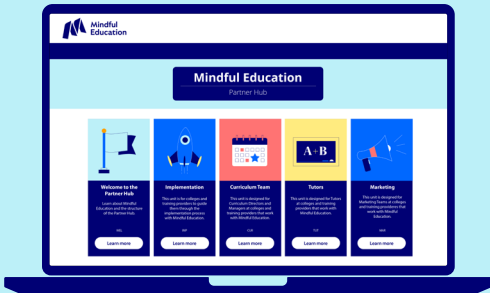 Mindful
Education
Mindful Education
Partner Hub
A+B
Welcome to the
Partner Hub
Learn about Mindful
Education and the structure
of the Partner Hub.
WEL
Learn more
Implementation
This unit is for colleges and
training providers to guide
them through the
implementation process
with Mindful Education.
IMP
Learn more
Curriculum Team
This unit is designed for
Curriculum Directors and
Managers at colleges and
training providers that work
with Mindful Education.
CUR
Learn more
Tutors
This unit is designed for Tutors
at colleges and training
providers that work with
Mindful Education.
TUT
Learn more
Marketing
This unit is designed for
Marketing Teams at colleges
and training providers that
work with Mindful
Education.
MAR
Learn more